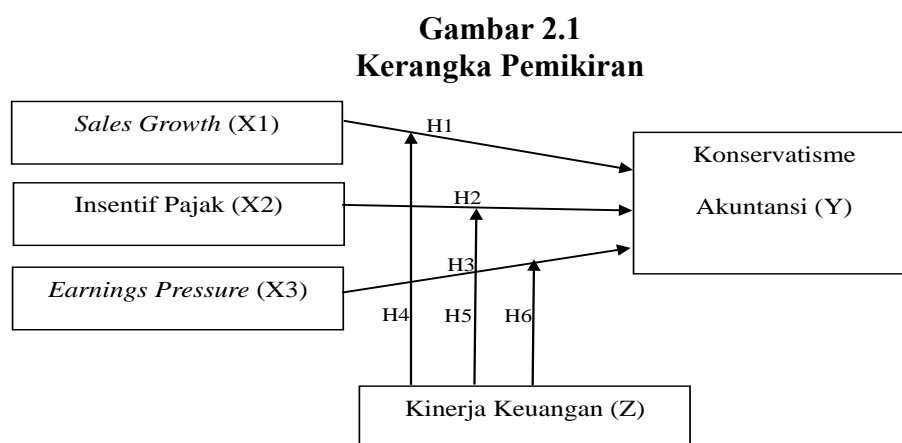 Gambar 2.1
Kerangka Pemikiran
Sales Growth (X1)
H1
Konservatisme
Akuntansi (Y)
Insentif Pajak (X2)
H2
Earnings Pressure (X3)
H3
H4
H5
H6
Kinerja Keuangan (Z)